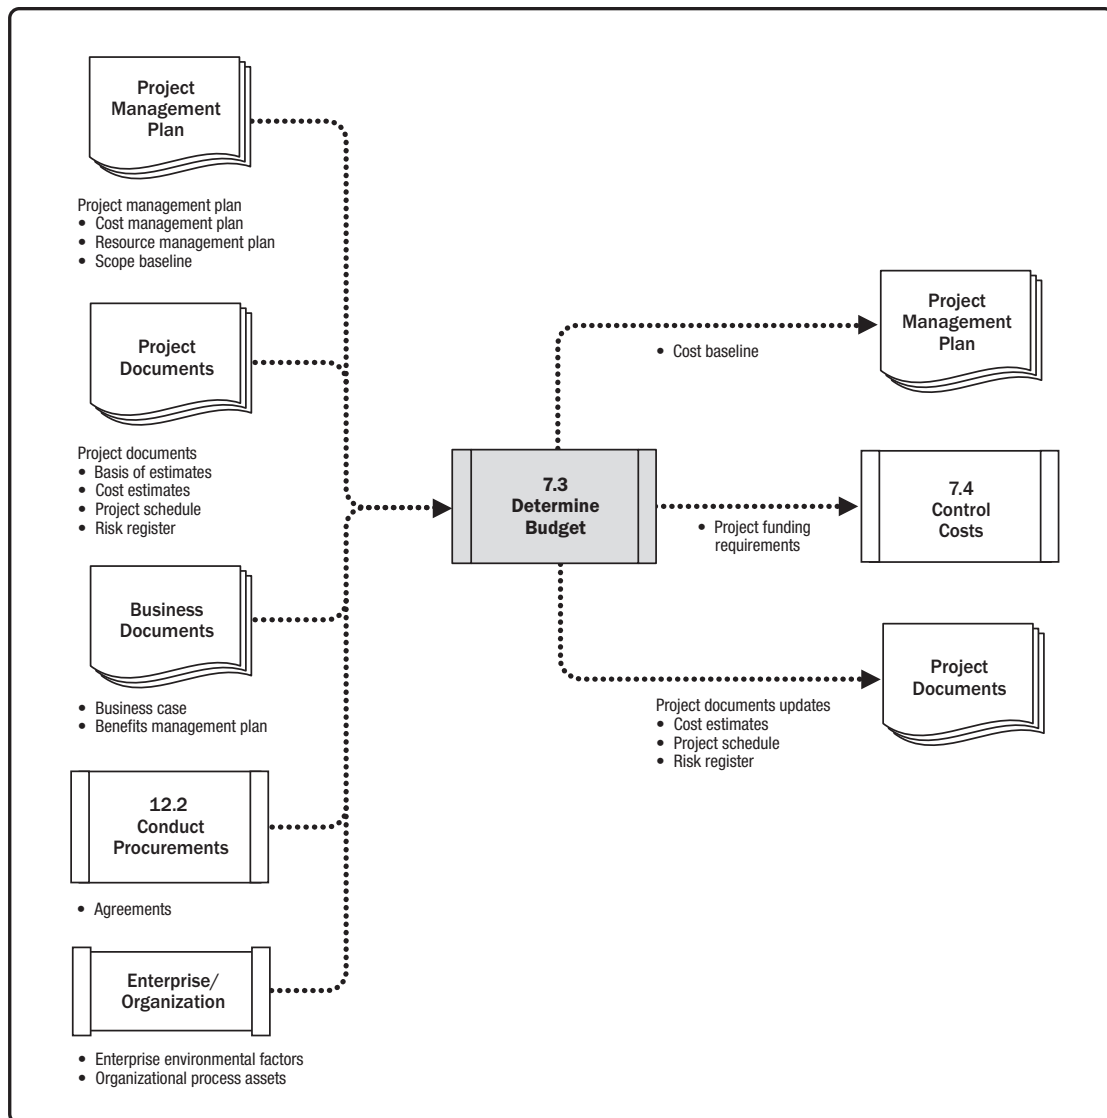 Project
Management
Plan
Project management plan
• Cost management plan
• Resource management plan
• Scope baseline
Project
Documents
Project documents
• Basis of estimates
• Cost estimates
• Project schedule
• Risk register
Business
Documents
• Business case
• Benefits management plan
12.2
Conduct
Procurements
• Agreements
Enterprise/
Organization
• Enterprise environmental factors
• Organizational process assets
7.3
Determine
Budget
• Cost baseline
Project
Management
Plan
• Project funding
requirements
7.4
Control
Costs
Project documents updates
• Cost estimates
• Project schedule
• Risk register
Project
Documents